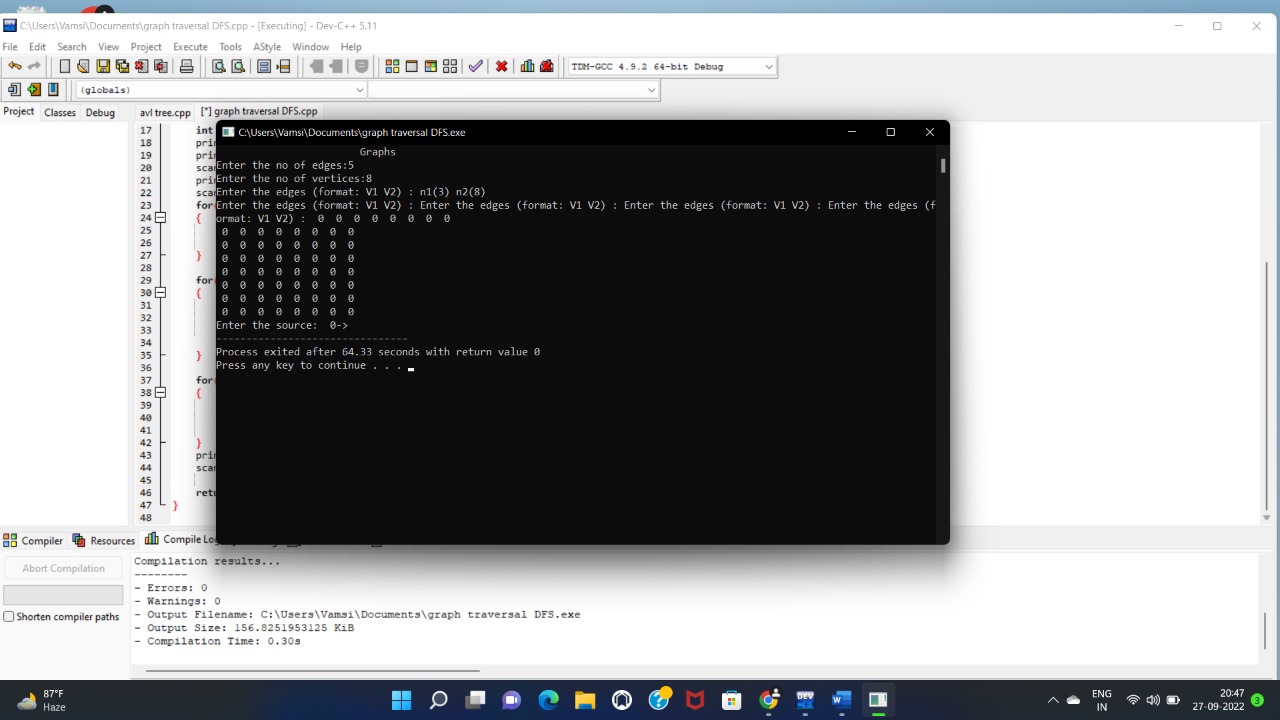 C:\Users\Vamsi\Documents\graph traversal DFS.cpp - [Executing] - Dev-C++ 5.11
File Edit Search View Project Execute Tools AStyle Window Help
TDM-GCC 4.9.2 64-bit Debug
(globals)
Project Classes Debug
avl tree.cpp [*] graph traversal DFS.cpp
C:\Users\Vamsi\Documents\graph traversal DFS.exe
Graphs
Enter the no of edges:5
Enter the no of vertices:8
Enter the edges (format: V1 V2) : n1(3) n2(8)
Enter the edges (format: V1 V2) : Enter the edges (format: V1 V2) : Enter the edges (format: V1 V2) : Enter the edges (f
ormat: V1 V2) :  0  0  0  0  0  0  0  0
0  0  0  0  0  0  0  0
0  0  0  0  0  0  0  0
0  0  0  0  0  0  0  0
0  0  0  0  0  0  0  0
0  0  0  0  0  0  0  0
0  0  0  0  0  0  0  0
0  0  0  0  0  0  0  0
Enter the source:  0->
--------------------------------
Process exited after 64.33 seconds with return value 0
Press any key to continue . . .
17 int
18 pri
19 pri
20 sca
21 pri
22 sca
23 for
24 {
25
26
27 }
28
29 for
30 {
31
32
33
34
35 }
36
37 for
38 {
39
40
41
42 }
43 pri
44 sca
45
46 ret
47 }
48
Compiler Resources Compile Lo
Abort Compilation
Shorten compiler paths
Compilation results...
--------
- Errors: 0
- Warnings: 0
- Output Filename: C:\Users\Vamsi\Documents\graph traversal DFS.exe
- Output Size: 156.8251953125 KiB
- Compilation Time: 0.30s
87°F
Haze
DEV
W
ENG
IN
20:47
27-09-2022
3